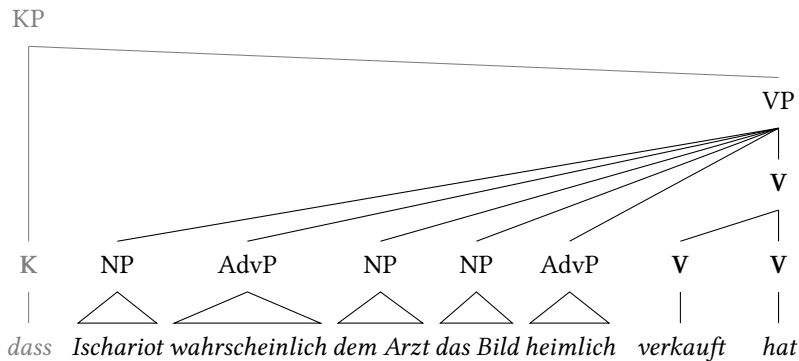 KP
VP
V
K NP AdvP NP NP AdvP V V
dass Ischariot wahrscheinlich dem Arzt das Bild heimlich verkauft hat